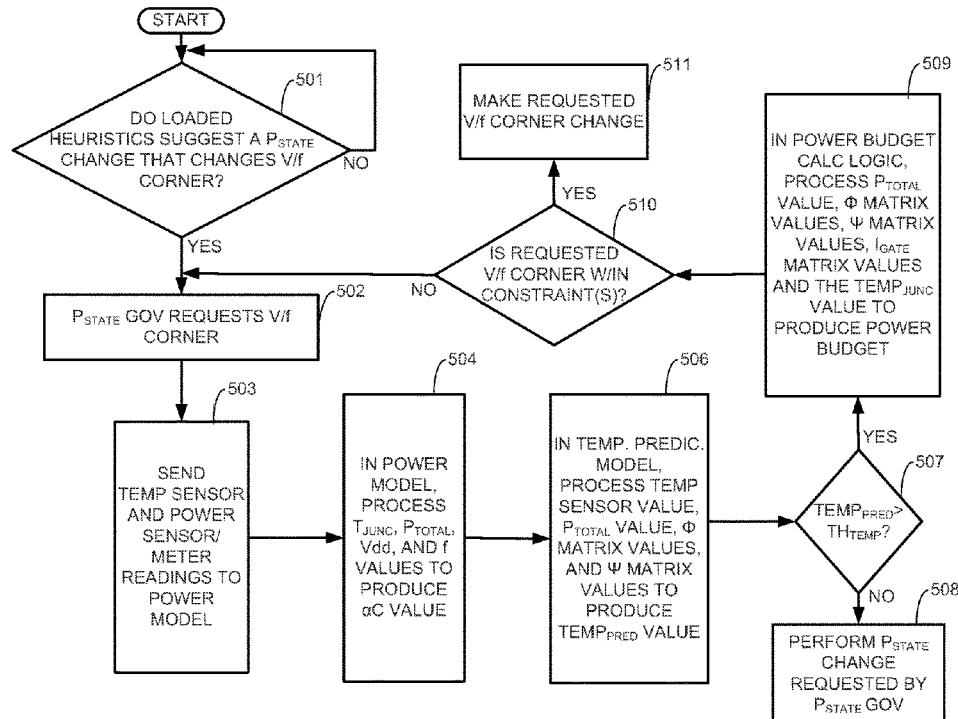 START
501
DO LOADED
HEURISTICS SUGGEST A PSTATE
CHANGE THAT CHANGES V/f
CORNER?
NO
YES
502
PSTATE GOV REQUESTS V/f
CORNER
503
SEND
TEMP SENSOR
AND POWER
SENSOR/
METER
READINGS TO
POWER
MODEL
504
IN POWER
MODEL,
PROCESS
TJUNC, PTOTAL,
Vdd, AND f
VALUES TO
PRODUCE
αC VALUE
506
IN TEMP. PREDIC.
MODEL,
PROCESS TEMP
SENSOR VALUE,
PTOTAL VALUE, Φ
MATRIX VALUES,
AND Ψ MATRIX
VALUES TO
PRODUCE
TEMPPRED VALUE
507
TEMPPRED>
THTEMP?
YES
NO
508
PERFORM PSTATE
CHANGE
REQUESTED BY
PSTATE GOV
509
IN POWER BUDGET
CALC LOGIC,
PROCESS PTOTAL
VALUE, Φ MATRIX
VALUES, Ψ MATRIX
VALUES, IGATE
MATRIX VALUES
AND THE TEMPJUNC
VALUE TO
PRODUCE POWER
BUDGET
510
IS REQUESTED
V/f CORNER W/IN
CONSTRAINT(S)?
NO
YES
511
MAKE REQUESTED
V/f CORNER CHANGE